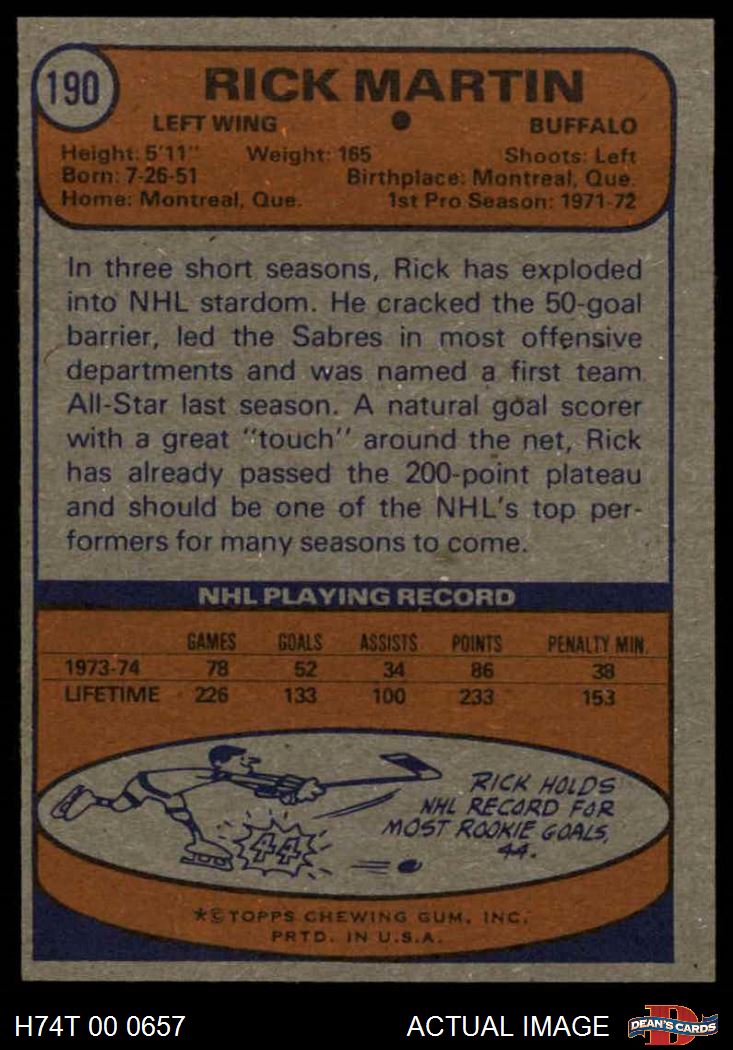 190
RICK MARTIN
LEFT WING ● BUFFALO
Height: 5'11" Weight: 165 Shoots: Left
Born: 7-26-51 Birthplace: Montreal, Que.
Home: Montreal, Que. 1st Pro Season: 1971-72
In three short seasons, Rick has exploded
into NHL stardom. He cracked the 50-goal
barrier, led the Sabres in most offensive
departments and was named a first team
All-Star last season. A natural goal scorer
with a great "touch" around the net, Rick
has already passed the 200-point plateau
and should be one of the NHL's top per-
formers for many seasons to come.
NHL PLAYING RECORD
GAMES GOALS ASSISTS POINTS PENALTY MIN.
1973-74 78 52 34 86 38
LIFETIME 226 133 100 233 153
RICK HOLDS
NHL RECORD FOR
MOST ROOKIE GOALS,
44.
44
*© TOPPS CHEWING GUM, INC.
PRTD. IN U.S.A.
H74T 00 0657 ACTUAL IMAGE D DEAN'S CARDS